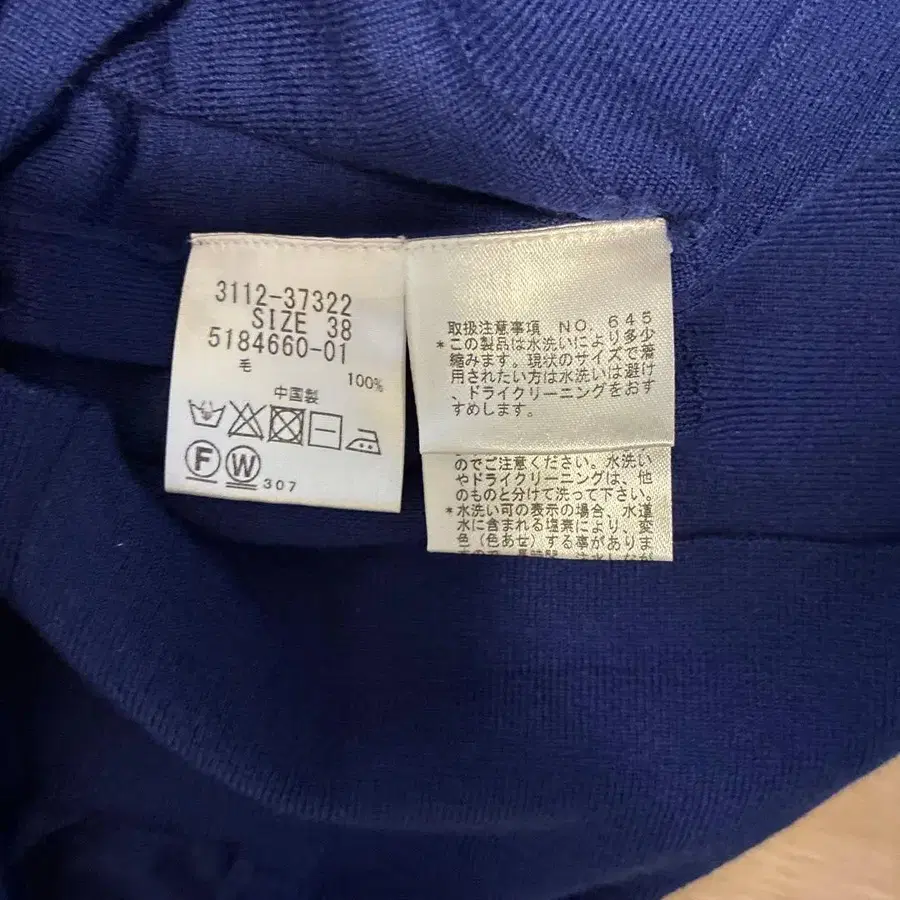 3112-37322
SIZE 38
5184660-01
毛 100%
中国製
F W 307
取扱注意事項 NO. 645
*この製品は水洗いにより多少
縮みます。現状のサイズで着
用されたい方は水洗いは避け
、ドライクリーニングをおす
すめします。
のでご注意ください。水洗い
やドライクリーニングは、他
のものと分けて洗って下さい。
*水洗い可の表示の場合、水道
水に含まれる塩素により、変
色(色あせ)する事がありま